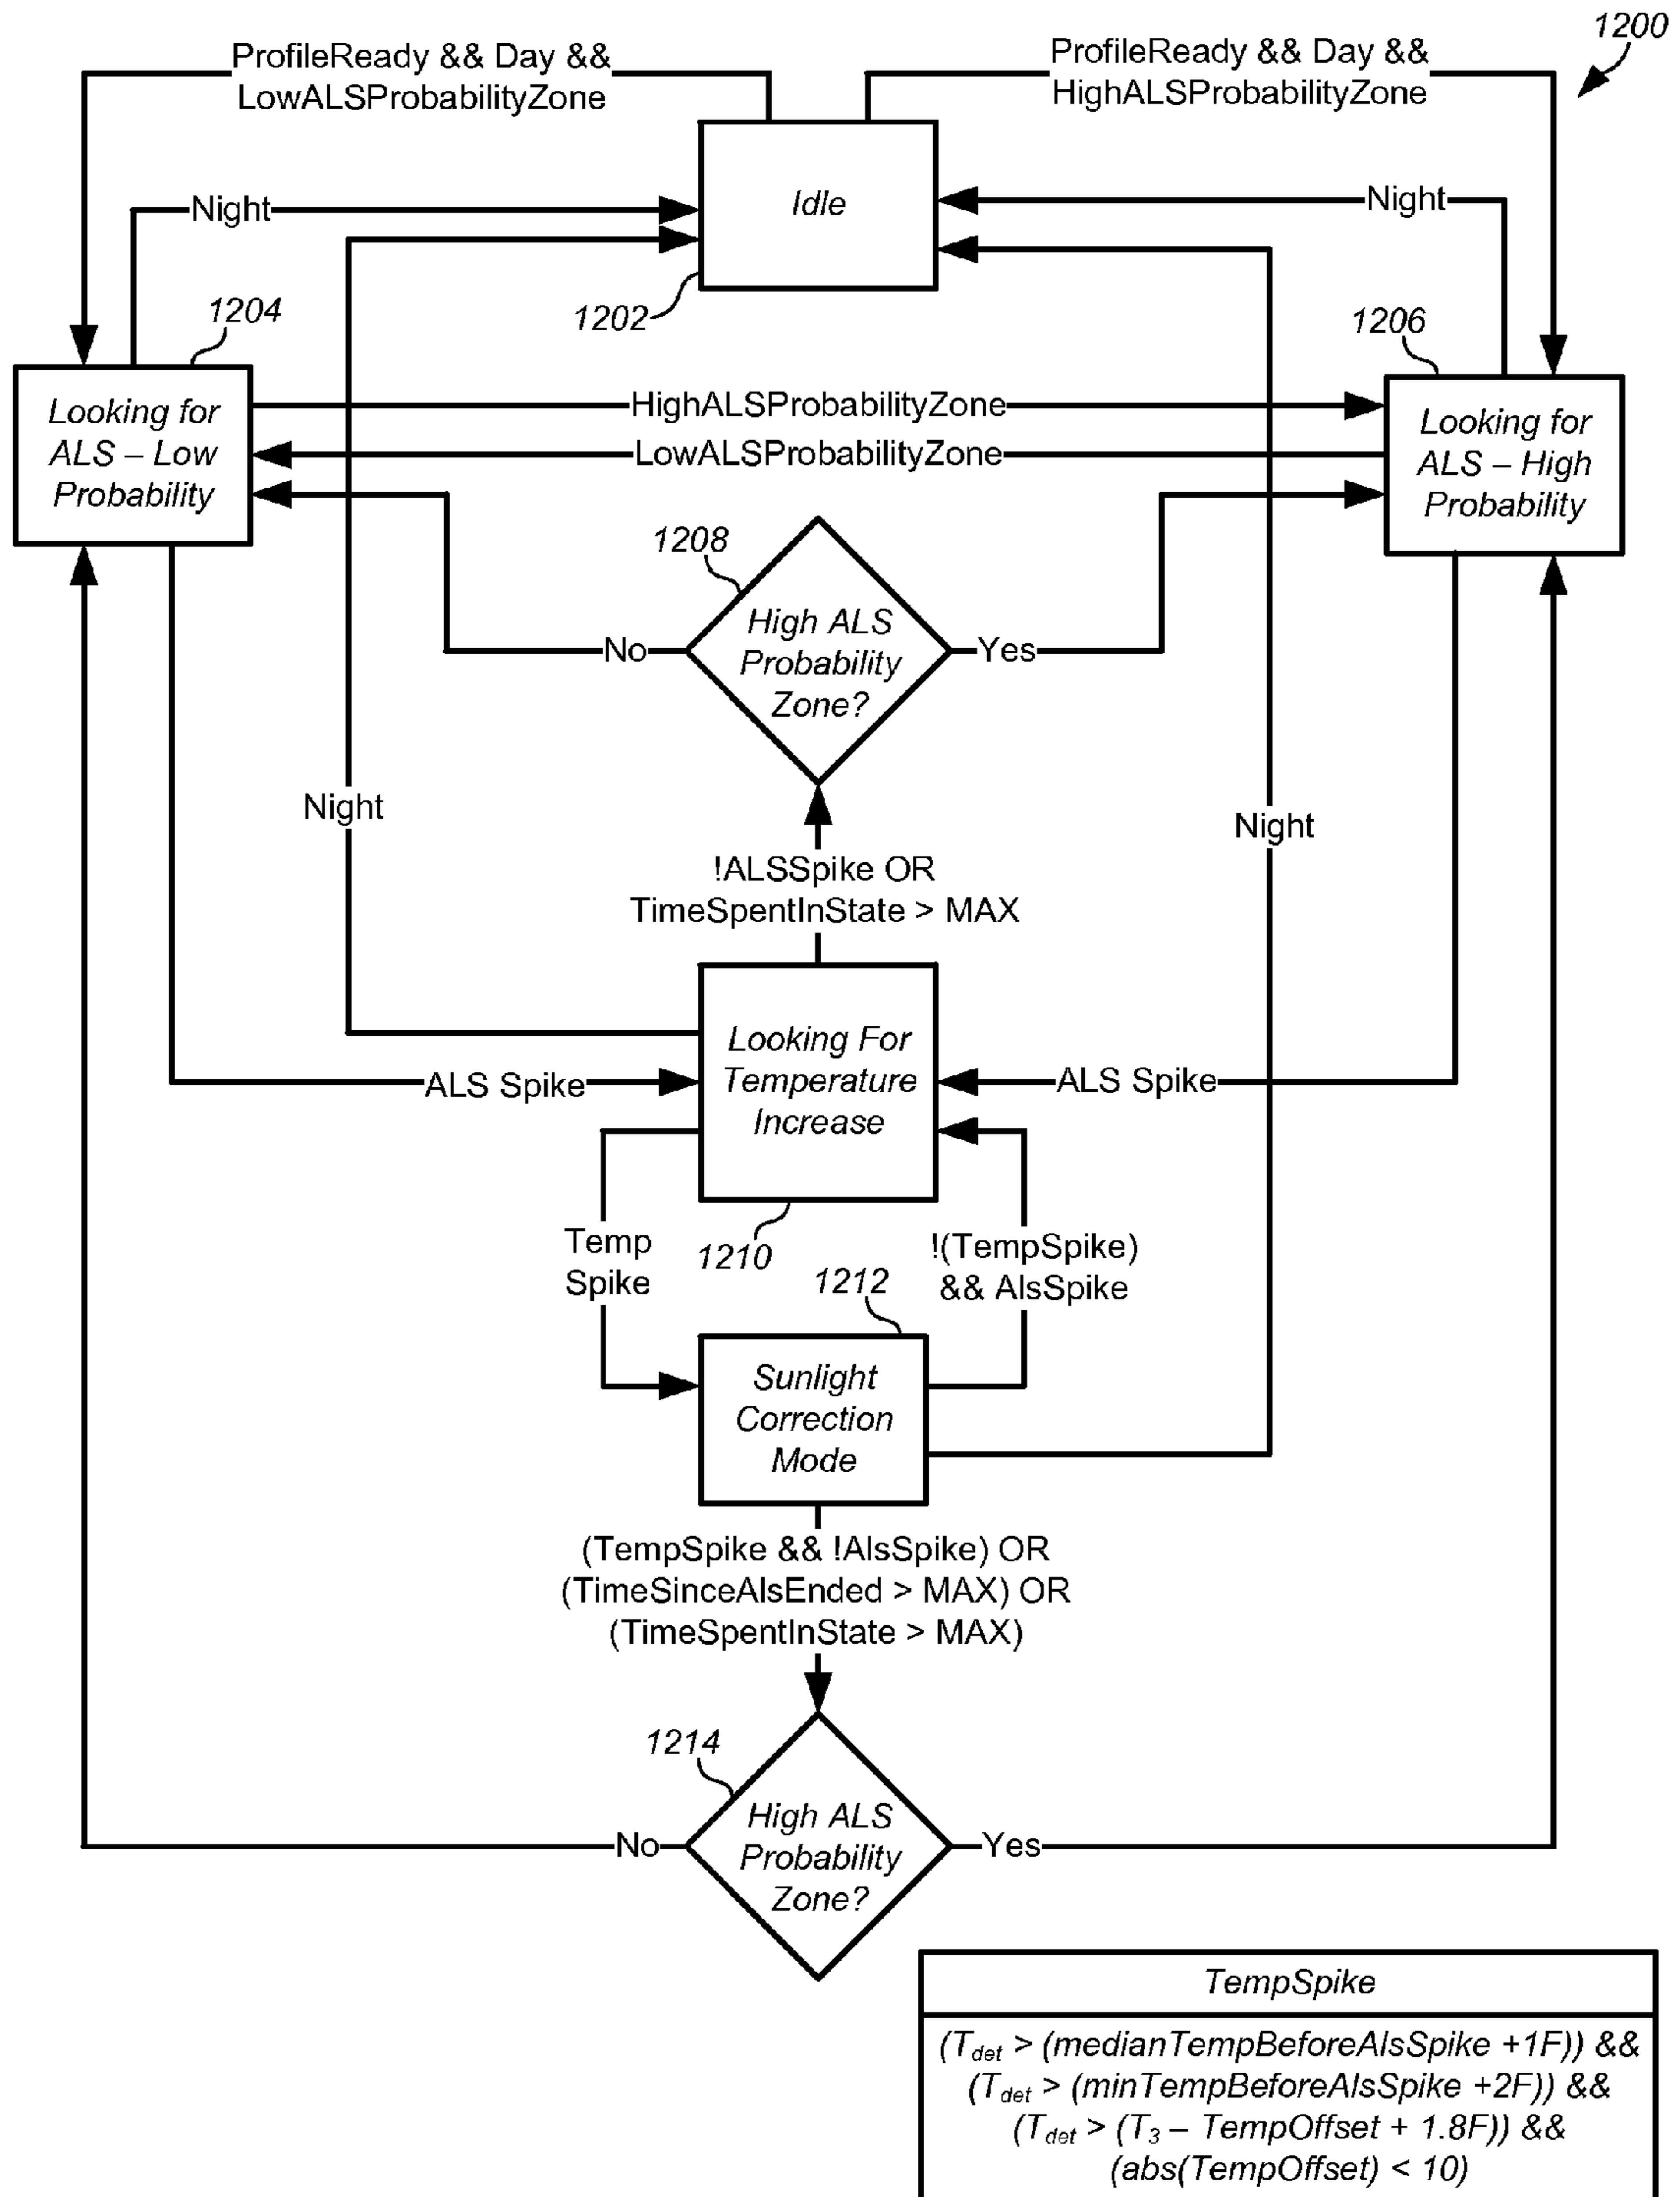 1200
ProfileReady && Day &&
LowALSProbabilityZone
ProfileReady && Day &&
HighALSProbabilityZone
Idle
Night
Night
1202
1204
1206
Looking for
ALS – Low
Probability
HighALSProbabilityZone
LowALSProbabilityZone
Looking for
ALS – High
Probability
1208
High ALS
Probability
Zone?
No
Yes
Night
Night
!ALSSpike OR
TimeSpentInState > MAX
Looking For
Temperature
Increase
ALS Spike
ALS Spike
1210
Temp
Spike
!(TempSpike)
&& AlsSpike
1212
Sunlight
Correction
Mode
(TempSpike && !AlsSpike) OR
(TimeSinceAlsEnded > MAX) OR
(TimeSpentInState > MAX)
1214
High ALS
Probability
Zone?
No
Yes
TempSpike
(Tdet > (medianTempBeforeAlsSpike +1F)) &&
(Tdet > (minTempBeforeAlsSpike +2F)) &&
(Tdet > (T3 – TempOffset + 1.8F)) &&
(abs(TempOffset) < 10)